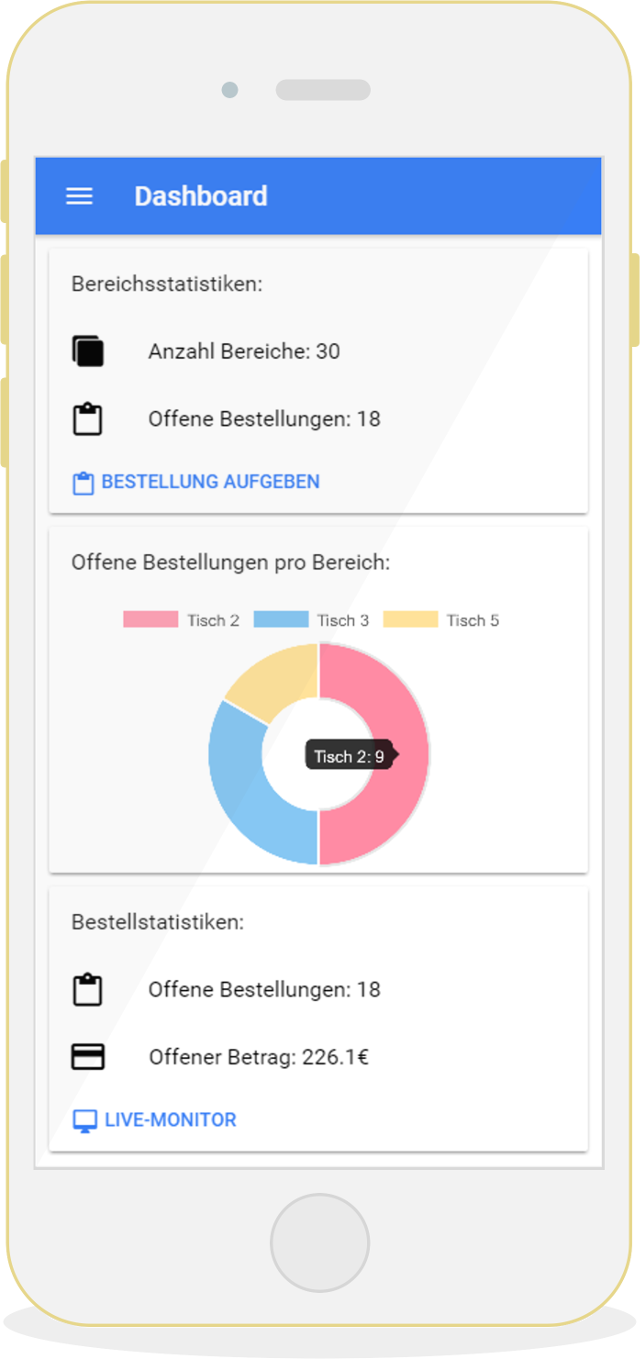 Dashboard
Bereichsstatistiken:
Anzahl Bereiche: 30
Offene Bestellungen: 18
BESTELLUNG AUFGEBEN
Offene Bestellungen pro Bereich:
Tisch 2 Tisch 3 Tisch 5
Tisch 2: 9
Bestellstatistiken:
Offene Bestellungen: 18
Offener Betrag: 226.1€
LIVE-MONITOR